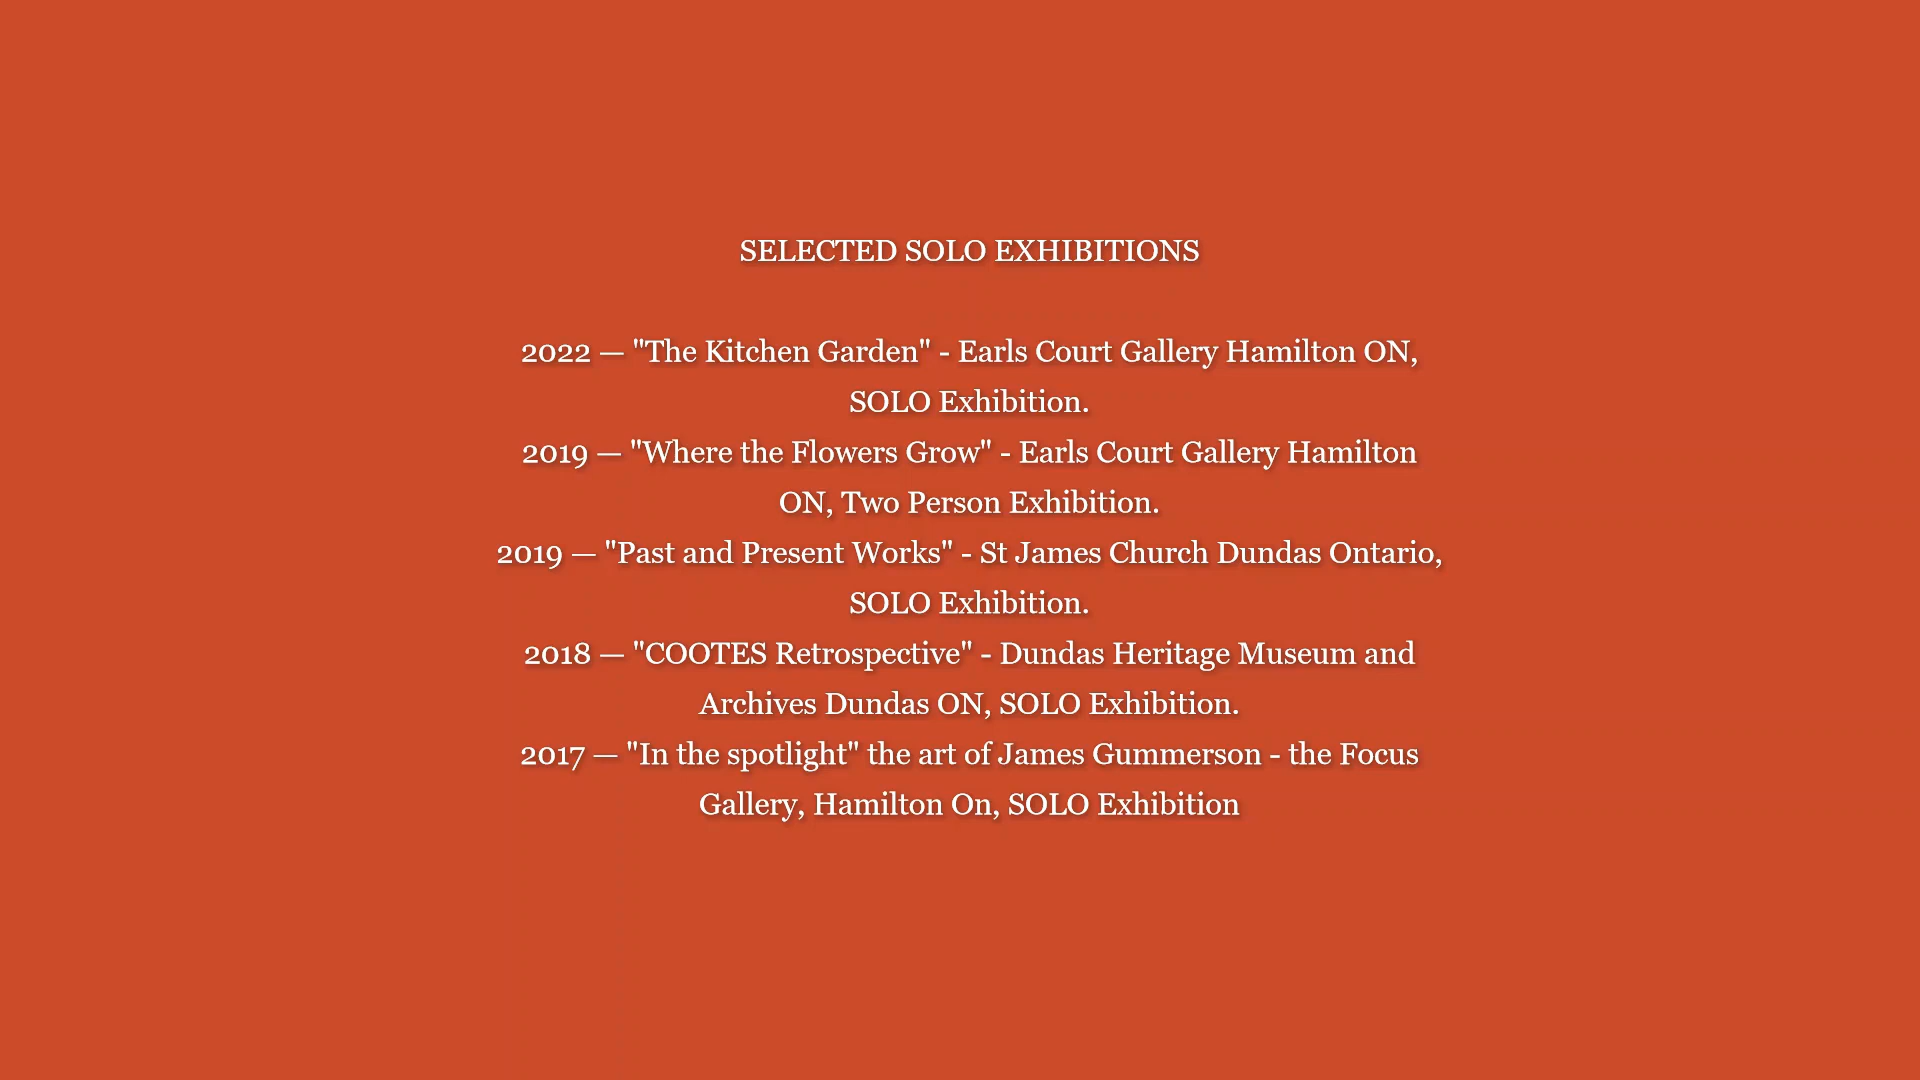 SELECTED SOLO EXHIBITIONS
2022 — "The Kitchen Garden" - Earls Court Gallery Hamilton ON,
SOLO Exhibition.
2019 — "Where the Flowers Grow" - Earls Court Gallery Hamilton
ON, Two Person Exhibition.
2019 — "Past and Present Works" - St James Church Dundas Ontario,
SOLO Exhibition.
2018 — "COOTES Retrospective" - Dundas Heritage Museum and
Archives Dundas ON, SOLO Exhibition.
2017 — "In the spotlight" the art of James Gummerson - the Focus
Gallery, Hamilton On, SOLO Exhibition